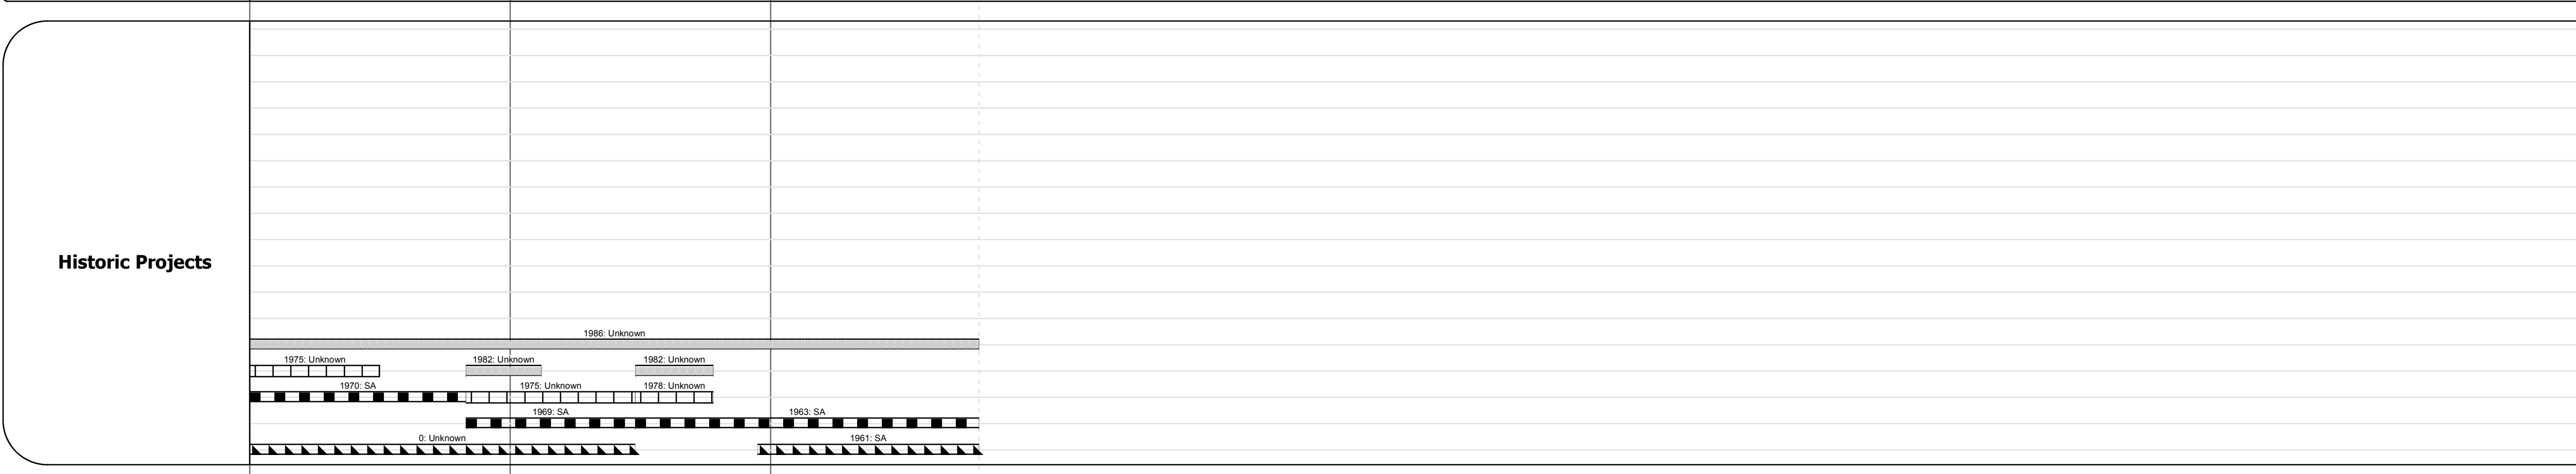 Historic Projects
1986: Unknown
1975: Unknown
1982: Unknown
1982: Unknown
1970: SA
1975: Unknown
1978: Unknown
1969: SA
1963: SA
0: Unknown
1961: SA